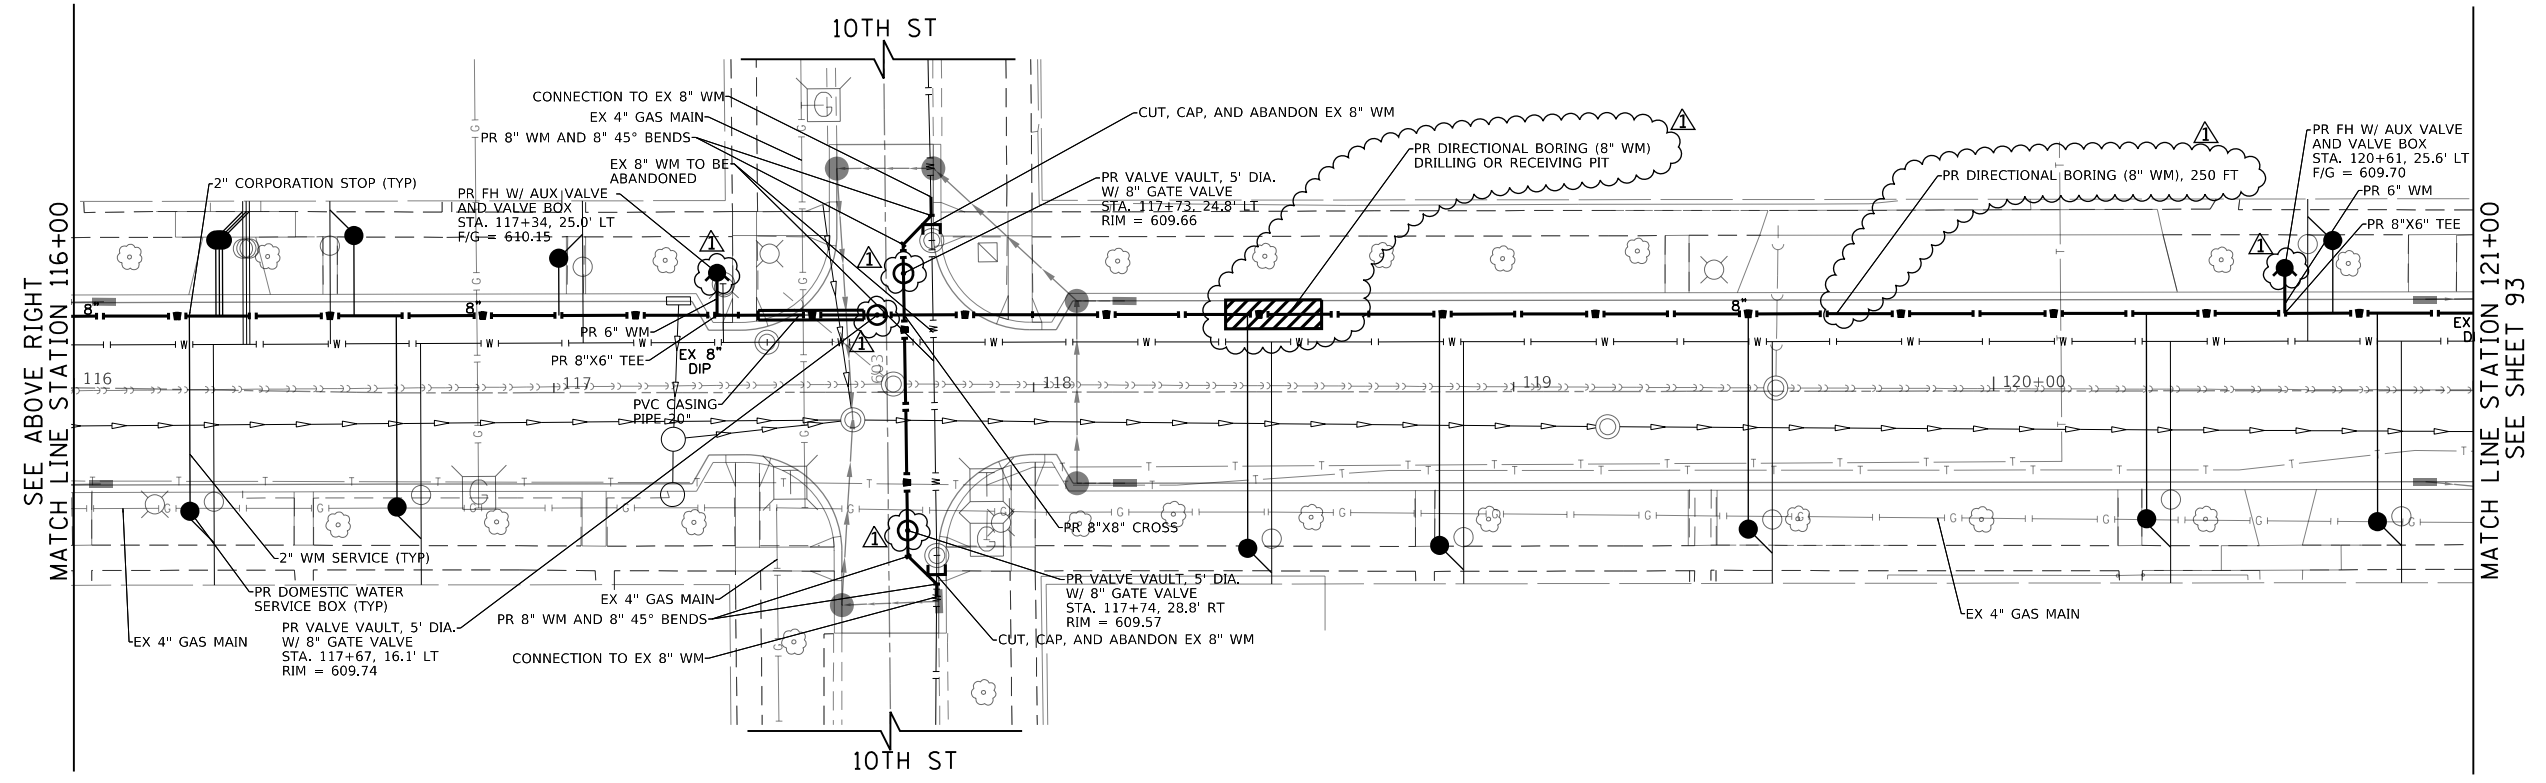 10TH ST
CONNECTION TO EX 8" WM
EX 4" GAS MAIN
PR 8" WM AND 8" 45° BENDS
EX 8" WM TO BE
ABANDONED
CUT, CAP, AND ABANDON EX 8" WM
PR VALVE VAULT, 5' DIA.
W/ 8" GATE VALVE
STA. 117+73, 24.8' LT
RIM = 609.66
PR DIRECTIONAL BORING (8" WM)
DRILLING OR RECEIVING PIT
1
PR DIRECTIONAL BORING (8" WM), 250 FT
1
PR FH W/ AUX VALVE
AND VALVE BOX
STA. 120+61, 25.6' LT
F/G = 609.70
PR 6" WM
PR 8"X6" TEE
1
2" CORPORATION STOP (TYP)
PR FH W/ AUX VALVE
AND VALVE BOX
STA. 117+34, 25.0' LT
F/G = 610.15
1
1
1
SEE ABOVE RIGHT
MATCH LINE STATION 116+00
8"
8"
8"
PR 6" WM
PR 8"X6" TEE
EX 8"
DIP
603
116
117
118
119
120+00
EX
PVC CASING
PIPE 20"
MATCH LINE STATION 121+00
SEE SHEET 93
2" WM SERVICE (TYP)
PR DOMESTIC WATER
SERVICE BOX (TYP)
EX 4" GAS MAIN
PR VALVE VAULT, 5' DIA.
W/ 8" GATE VALVE
STA. 117+67, 16.1' LT
RIM = 609.74
PR 8"X8" CROSS
1
EX 4" GAS MAIN
PR 8" WM AND 8" 45° BENDS
CONNECTION TO EX 8" WM
PR VALVE VAULT, 5' DIA.
W/ 8" GATE VALVE
STA. 117+74, 28.8' RT
RIM = 609.57
CUT, CAP, AND ABANDON EX 8" WM
EX 4" GAS MAIN
10TH ST